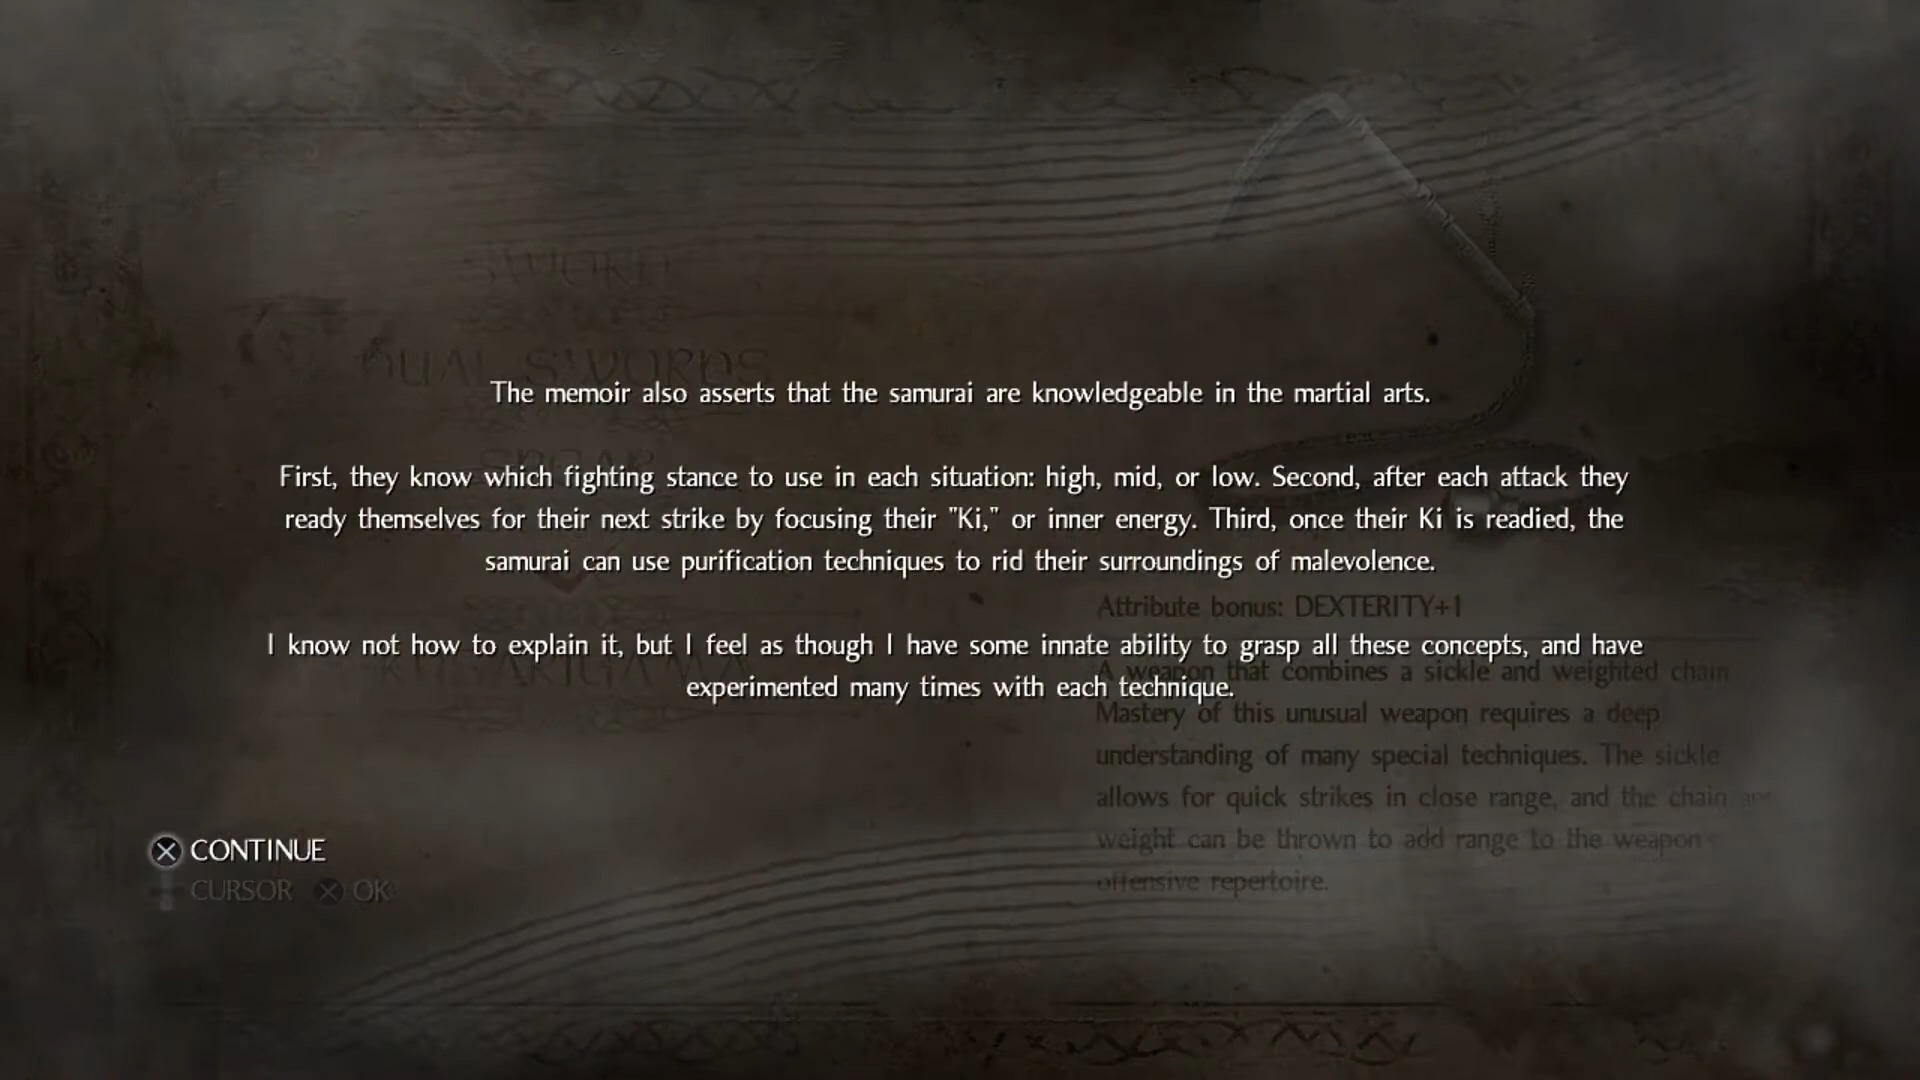 SWORD
DUAL SWORDS
The memoir also asserts that the samurai are knowledgeable in the martial arts.
SPEAR
First, they know which fighting stance to use in each situation: high, mid, or low. Second, after each attack they
ready themselves for their next strike by focusing their "Ki," or inner energy. Third, once their Ki is readied, the
samurai can use purification techniques to rid their surroundings of malevolence.
Attribute bonus: DEXTERITY+1
I know not how to explain it, but I feel as though I have some innate ability to grasp all these concepts, and have
experimented many times with each technique.
KUSARIGAMA
A weapon that combines a sickle and weighted chain
Mastery of this unusual weapon requires a deep
understanding of many special techniques. The sickle
allows for quick strikes in close range, and the chain and
weight can be thrown to add range to the weapon
offensive repertoire.
CONTINUE
CURSOR OK